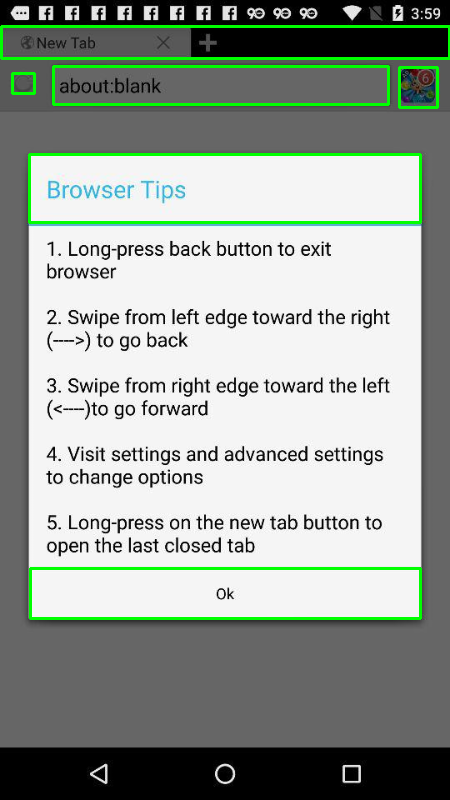 3:59
New Tab
about:blank
6
Browser Tips
1. Long-press back button to exit
browser
2. Swipe from left edge toward the right
(---->) to go back
3. Swipe from right edge toward the left
(<----)to go forward
4. Visit settings and advanced settings
to change options
5. Long-press on the new tab button to
open the last closed tab
Ok